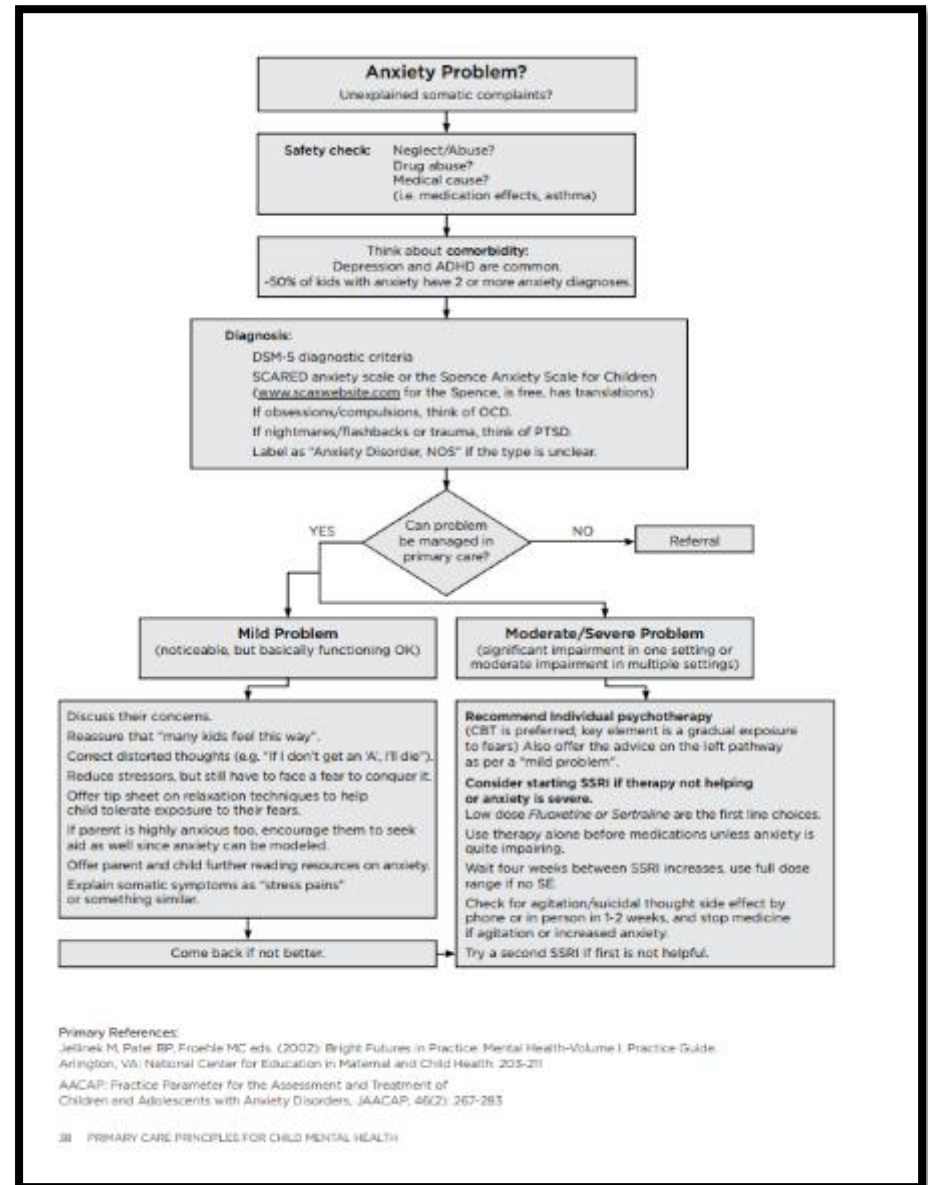 Anxiety Problem?
Unexplained somatic complaints?
Safety check: Neglect/Abuse?
Drug abuse?
Medical cause?
(i.e. medication effects, asthma)
Think about comorbidity:
Depression and ADHD are common.
~50% of kids with anxiety have 2 or more anxiety diagnoses.
Diagnosis:
DSM-5 diagnostic criteria
SCARED anxiety scale or the Spence Anxiety Scale for Children
(www.scaswebsite.com for the Spence, is free, has translations)
If obsessions/compulsions, think of OCD.
If nightmares/flashbacks or trauma, think of PTSD.
Label as "Anxiety Disorder, NOS" if the type is unclear.
Can problem
be managed in
primary care?
YES
NO
Referral
Mild Problem
(noticeable, but basically functioning OK)
Discuss their concerns.
Reassure that "many kids feel this way".
Correct distorted thoughts (e.g. "If I don't get an 'A', I'll die").
Reduce stressors, but still have to face a fear to conquer it.
Offer tip sheet on relaxation techniques to help
child tolerate exposure to their fears.
If parent is highly anxious too, encourage them to seek
aid as well since anxiety can be modeled.
Offer parent and child further reading resources on anxiety.
Explain somatic symptoms as "stress pains"
or something similar.
Come back if not better.
Moderate/Severe Problem
(significant impairment in one setting or
moderate impairment in multiple settings)
Recommend Individual psychotherapy
(CBT is preferred; key element is a gradual exposure
to fears) Also offer the advice on the left pathway
as per a "mild problem".
Consider starting SSRI if therapy not helping
or anxiety is severe.
Low dose Fluoxetine or Sertraline are the first line choices.
Use therapy alone before medications unless anxiety is
quite impairing.
Wait four weeks between SSRI increases, use full dose
range if no SE.
Check for agitation/suicidal thought side effect by
phone or in person in 1-2 weeks, and stop medicine
if agitation or increased anxiety.
Try a second SSRI if first is not helpful.
Primary References:
Jellinek M, Patel BP, Froehle MC eds. (2002): Bright Futures in Practice: Mental Health-Volume I. Practice Guide.
Arlington, VA: National Center for Education in Maternal and Child Health: 203-211
AACAP: Practice Parameter for the Assessment and Treatment of
Children and Adolescents with Anxiety Disorders, JAACAP; 46(2): 267-283
38 PRIMARY CARE PRINCIPLES FOR CHILD MENTAL HEALTH